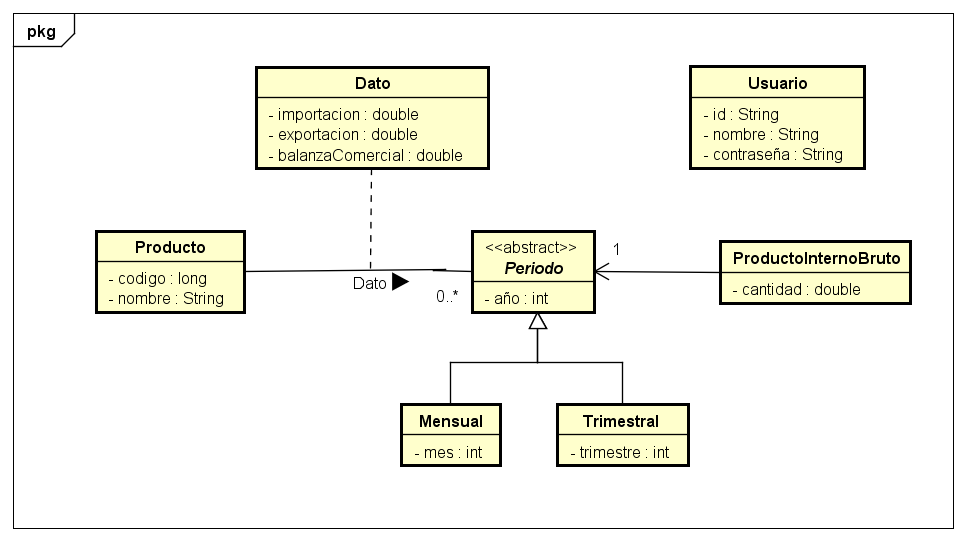 pkg
Dato
- importacion : double
- exportacion : double
- balanzaComercial : double
Usuario
- id : String
- nombre : String
- contraseña : String
Producto
- codigo : long
- nombre : String
Dato
0..*
<<abstract>>
Periodo
- año : int
1
ProductoInternoBruto
- cantidad : double
Mensual
- mes : int
Trimestral
- trimestre : int